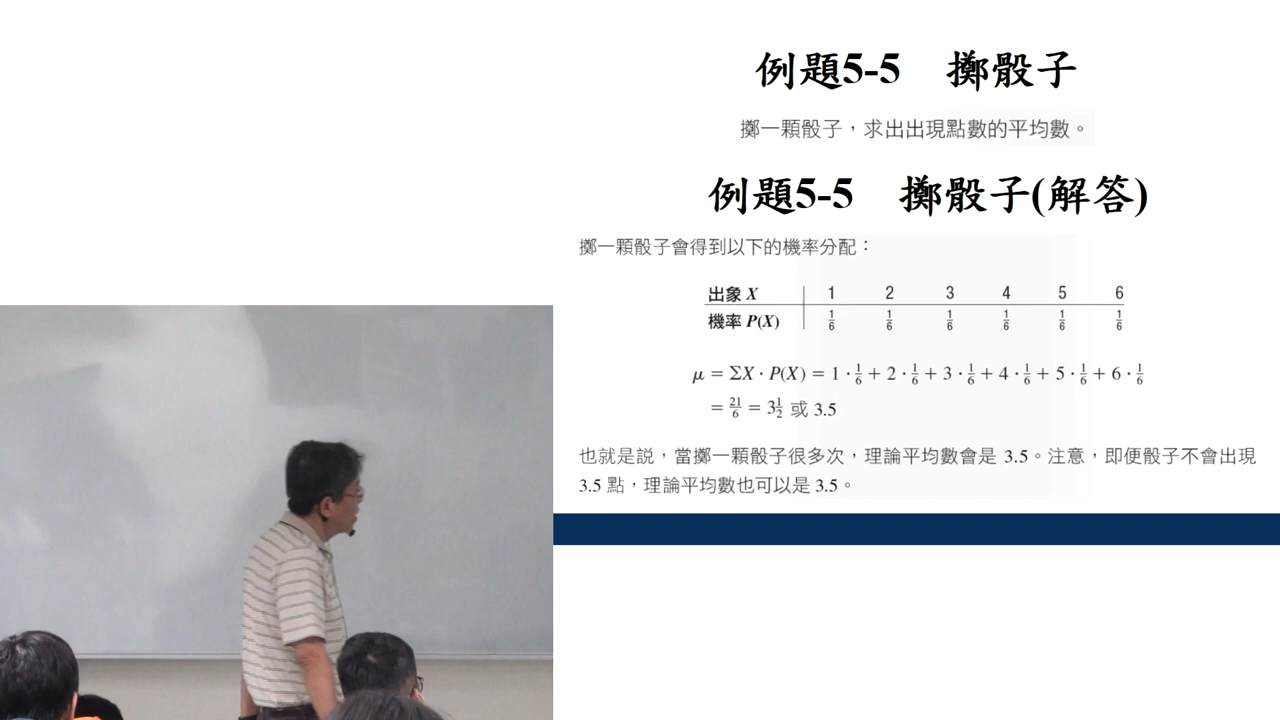 例題5-5 擲骰子
擲一顆骰子，求出出現點數的平均數。
例題5-5 擲骰子(解答)
擲一顆骰子會得到以下的機率分配：
出象 X 1 2 3 4 5 6
機率 P(X) 1/6 1/6 1/6 1/6 1/6 1/6
μ = ΣX · P(X) = 1 · 1/6 + 2 · 1/6 + 3 · 1/6 + 4 · 1/6 + 5 · 1/6 + 6 · 1/6
= 21/6 = 3 1/2 或 3.5
也就是說，當擲一顆骰子很多次，理論平均數會是 3.5。注意，即便骰子不會出現
3.5 點，理論平均數也可以是 3.5。